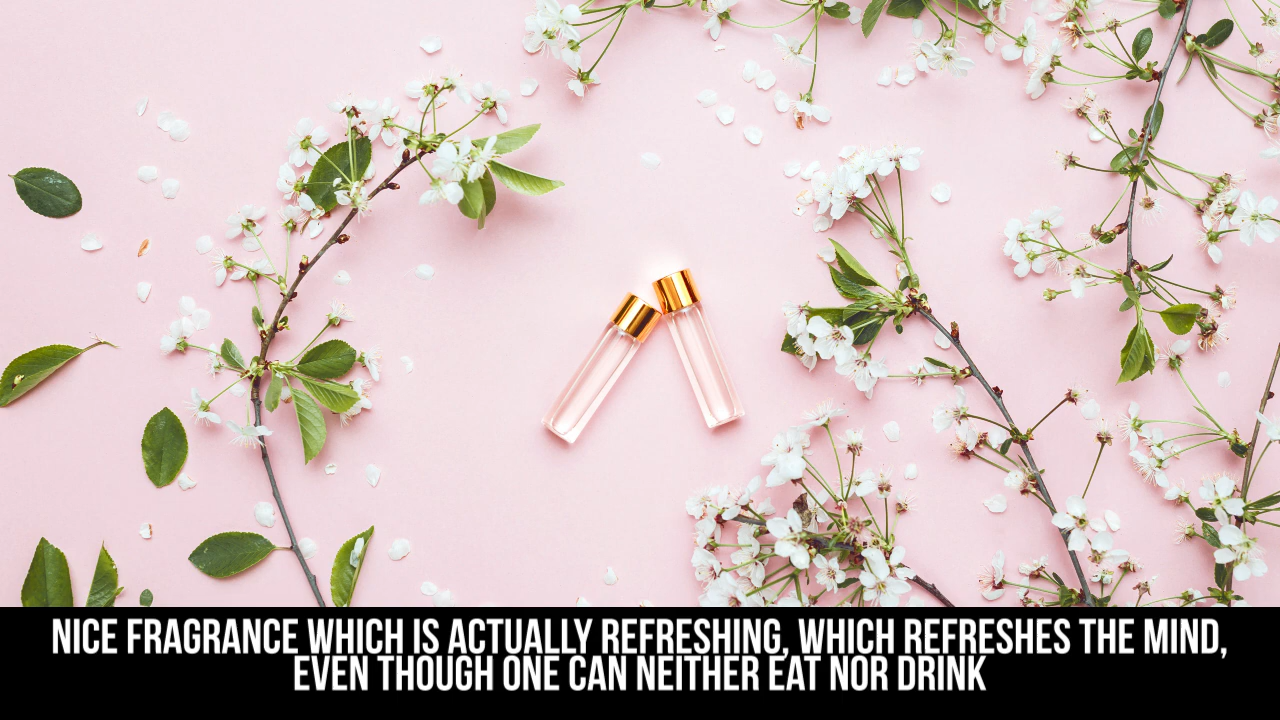 NICE FRAGRANCE WHICH IS ACTUALLY REFRESHING, WHICH REFRESHES THE MIND,
EVEN THOUGH ONE CAN NEITHER EAT NOR DRINK